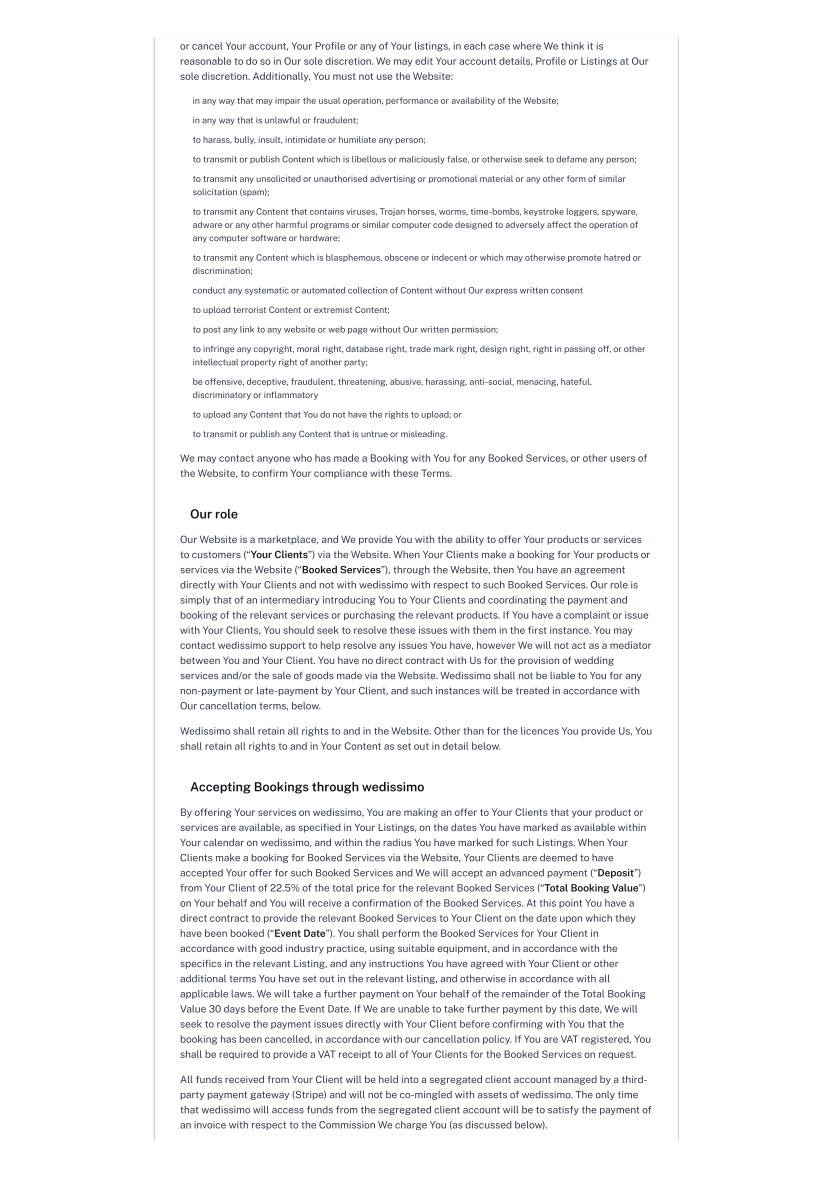 or cancel Your account, Your Profile or any of Your listings, in each case where We think it is
reasonable to do so in Our sole discretion. We may edit Your account details, Profile or Listings at Our
sole discretion. Additionally, You must not use the Website:
in any way that may impair the usual operation, performance or availability of the Website;
in any way that is unlawful or fraudulent;
to harass, bully, insult, intimidate or humiliate any person;
to transmit or publish Content which is libellous or maliciously false, or otherwise seek to defame any person;
to transmit any unsolicited or unauthorised advertising or promotional material or any other form of similar
solicitation (spam);
to transmit any Content that contains viruses, Trojan horses, worms, time-bombs, keystroke loggers, spyware,
adware or any other harmful programs or similar computer code designed to adversely affect the operation of
any computer software or hardware;
to transmit any Content which is blasphemous, obscene or indecent or which may otherwise promote hatred or
discrimination;
conduct any systematic or automated collection of Content without Our express written consent
to upload terrorist Content or extremist Content;
to post any link to any website or web page without Our written permission;
to infringe any copyright, moral right, database right, trade mark right, design right, right in passing off, or other
intellectual property right of another party;
be offensive, deceptive, fraudulent, threatening, abusive, harassing, anti-social, menacing, hateful,
discriminatory or inflammatory
to upload any Content that You do not have the rights to upload; or
to transmit or publish any Content that is untrue or misleading.
We may contact anyone who has made a Booking with You for any Booked Services, or other users of
the Website, to confirm Your compliance with these Terms.
Our role
Our Website is a marketplace, and We provide You with the ability to offer Your products or services
to customers (“Your Clients”) via the Website. When Your Clients make a booking for Your products or
services via the Website (“Booked Services”), through the Website, then You have an agreement
directly with Your Clients and not with wedissimo with respect to such Booked Services. Our role is
simply that of an intermediary introducing You to Your Clients and coordinating the payment and
booking of the relevant services or purchasing the relevant products. If You have a complaint or issue
with Your Clients, You should seek to resolve these issues with them in the first instance. You may
contact wedissimo support to help resolve any issues You have, however We will not act as a mediator
between You and Your Client. You have no direct contract with Us for the provision of wedding
services and/or the sale of goods made via the Website. Wedissimo shall not be liable to You for any
non-payment or late-payment by Your Client, and such instances will be treated in accordance with
Our cancellation terms, below.
Wedissimo shall retain all rights to and in the Website. Other than for the licences You provide Us, You
shall retain all rights to and in Your Content as set out in detail below.
Accepting Bookings through wedissimo
By offering Your services on wedissimo, You are making an offer to Your Clients that your product or
services are available, as specified in Your Listings, on the dates You have marked as available within
Your calendar on wedissimo, and within the radius You have marked for such Listings. When Your
Clients make a booking for Booked Services via the Website, Your Clients are deemed to have
accepted Your offer for such Booked Services and We will accept an advanced payment (“Deposit”)
from Your Client of 22.5% of the total price for the relevant Booked Services (“Total Booking Value”)
on Your behalf and You will receive a confirmation of the Booked Services. At this point You have a
direct contract to provide the relevant Booked Services to Your Client on the date upon which they
have been booked (“Event Date”). You shall perform the Booked Services for Your Client in
accordance with good industry practice, using suitable equipment, and in accordance with the
specifics in the relevant Listing, and any instructions You have agreed with Your Client or other
additional terms You have set out in the relevant listing, and otherwise in accordance with all
applicable laws. We will take a further payment on Your behalf of the remainder of the Total Booking
Value 30 days before the Event Date. If We are unable to take further payment by this date, We will
seek to resolve the payment issues directly with Your Client before confirming with You that the
booking has been cancelled, in accordance with our cancellation policy. If You are VAT registered, You
shall be required to provide a VAT receipt to all of Your Clients for the Booked Services on request.
All funds received from Your Client will be held into a segregated client account managed by a third-
party payment gateway (Stripe) and will not be co-mingled with assets of wedissimo. The only time
that wedissimo will access funds from the segregated client account will be to satisfy the payment of
an invoice with respect to the Commission We charge You (as discussed below).